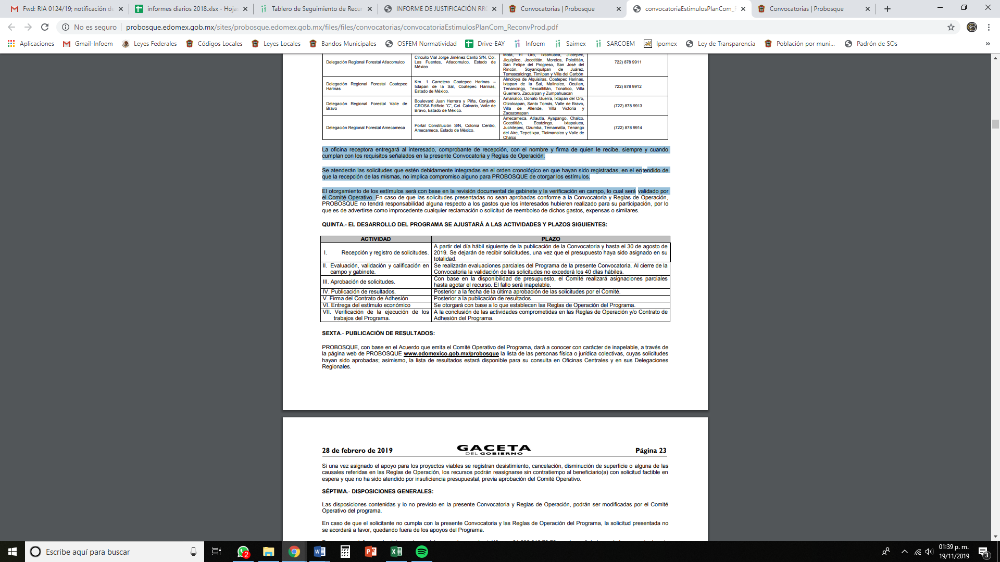 Fwd: RIA 0124/19; notificación de
informes diarios 2018.xlsx - Hojas
Tablero de Seguimiento de Recur
INFORME DE JUSTIFICACIÓN RR
Convocatorias | Probosque
convocatoriaEstimulosPlanCom_
Convocatorias | Probosque
No es seguro
probosque.edomex.gob.mx/sites/probosque.edomex.gob.mx/files/files/convocatorias/convocatoriaEstimulosPlanCom_ReconvProd.pdf
Aplicaciones
Gmail-Infoem
Leyes Federales
Códigos Locales
Leyes Locales
Bandos Municipales
OSFEM Normatividad
Drive-EAY
Infoem
Saimex
SARCOEM
Ipomex
Ley de Transparencia
Población por muni...
Padrón de SOs
»
Delegación Regional Forestal Atlacomulco
Circuito Vial Jorge Jiménez Cantú S/N, Col.
Las Fuentes, Atlacomulco, Estado de
México
Mota, El Oro, Ixtlahuaca, Jilotepec,
Jiquipilco, Jocotitlán, Morelos, Polotitlán,
San Felipe del Progreso, San José del
Rincón, Soyaniquilpan de Juárez,
Temascalcingo, Timilpan y Villa del Carbón
722) 878 9911
Delegación Regional Forestal Coatepec
Harinas
Km. 1 Carretera Coatepec Harinas –
Ixtapan de la Sal, Coatepec Harinas,
Estado de México.
Almoloya de Alquisiras, Coatepec Harinas,
Ixtapan de la Sal, Malinalco, Ocuilan,
Tenancingo, Texcaltitlán, Tonatico, Villa
Guerrero, Zacualpan y Zumpahuacan
722) 878 9912
Delegación Regional Forestal Valle de
Bravo
Boulevard Juan Herrera y Piña, Conjunto
CROSA Edificio “C”, Col. Calvario, Valle de
Bravo, Estado de México.
Amanalco, Donato Guerra, Ixtapan del Oro,
Otzoloapan, Santo Tomás, Valle de Bravo,
Villa de Allende, Villa Victoria y
Zacazonapan
(722) 878 9913
Delegación Regional Forestal Amecameca
Portal Constitución S/N, Colonia Centro,
Amecameca, Estado de México.
Amecameca, Atlautla, Ayapango, Chalco,
Cocotitlán, Ecatzingo, Ixtapaluca,
Juchitepec, Ozumba, Temamatla, Tenango
del Aire, Tepetlixpa, Tlalmanalco y Valle de
Chalco
(722) 878 9914
La oficina receptora entregará al interesado, comprobante de recepción, con el nombre y firma de quien le recibe, siempre y cuando
cumplan con los requisitos señalados en la presente Convocatoria y Reglas de Operación.
Se atenderán las solicitudes que estén debidamente integradas en el orden cronológico en que hayan sido registradas, en el entendido de
que la recepción de las mismas, no implica compromiso alguno para PROBOSQUE de otorgar los estímulos.
El otorgamiento de los estímulos será con base en la revisión documental de gabinete y la verificación en campo, lo cual será validado por
el Comité Operativo. En caso de que las solicitudes presentadas no sean aprobadas conforme a la Convocatoria y Reglas de Operación,
PROBOSQUE no tendrá responsabilidad alguna respecto a los gastos que los interesados hubieren realizado para su participación, por lo
que es de advertirse como improcedente cualquier reclamación o solicitud de reembolso de dichos gastos, expensas o similares.
QUINTA.- EL DESARROLLO DEL PROGRAMA SE AJUSTARÁ A LAS ACTIVIDADES Y PLAZOS SIGUIENTES:
ACTIVIDAD
PLAZO
I. Recepción y registro de solicitudes.
A partir del día hábil siguiente de la publicación de la Convocatoria y hasta el 30 de agosto de
2019. Se dejarán de recibir solicitudes, una vez que el presupuesto haya sido asignado en su
totalidad.
II. Evaluación, validación y calificación en
campo y gabinete.
Se realizarán evaluaciones parciales del Programa de la presente Convocatoria. Al cierre de la
Convocatoria la validación de las solicitudes no excederá los 40 días hábiles.
III. Aprobación de solicitudes.
Con base en la disponibilidad de presupuesto, el Comité realizará asignaciones parciales
hasta agotar el recurso. El fallo será inapelable.
IV. Publicación de resultados.
Posterior a la fecha de la última aprobación de las solicitudes por el Comité.
V. Firma del Contrato de Adhesión
Posterior a la publicación de resultados.
VI. Entrega del estímulo económico
Se otorgará con base a lo que establecen las Reglas de Operación del Programa.
VII. Verificación de la ejecución de los
trabajos del Programa.
A la conclusión de las actividades comprometidas en las Reglas de Operación y/o Contrato de
Adhesión del Programa.
SEXTA.- PUBLICACIÓN DE RESULTADOS:
PROBOSQUE, con base en el Acuerdo que emita el Comité Operativo del Programa, dará a conocer con carácter de inapelable, a través de
la página web de PROBOSQUE www.edomexico.gob.mx/probosque la lista de las personas física o jurídica colectivas, cuyas solicitudes
hayan sido aprobadas; asimismo, la lista de resultados estará disponible para su consulta en Oficinas Centrales y en sus Delegaciones
Regionales.
28 de febrero de 2019
GACETA
DEL GOBIERNO
Página 23
Si una vez asignado el apoyo para los proyectos viables se registran desistimiento, cancelación, disminución de superficie o alguna de las
causales referidas en las Reglas de Operación, los recursos podrán reasignarse sin contratiempo al beneficiario(a) con solicitud factible en
espera y que no ha sido atendido por insuficiencia presupuestal, previa aprobación del Comité Operativo.
SÉPTIMA.- DISPOSICIONES GENERALES:
Las disposiciones contenidas y lo no previsto en la presente Convocatoria y Reglas de Operación, podrán ser modificadas por el Comité
Operativo del programa.
En caso de que el solicitante no cumpla con la presente Convocatoria y las Reglas de Operación del Programa, la solicitud presentada no
se acordará a favor, quedando fuera de los apoyos del Programa.
Escribe aquí para buscar
2
01:39 p. m.
19/11/2019
3